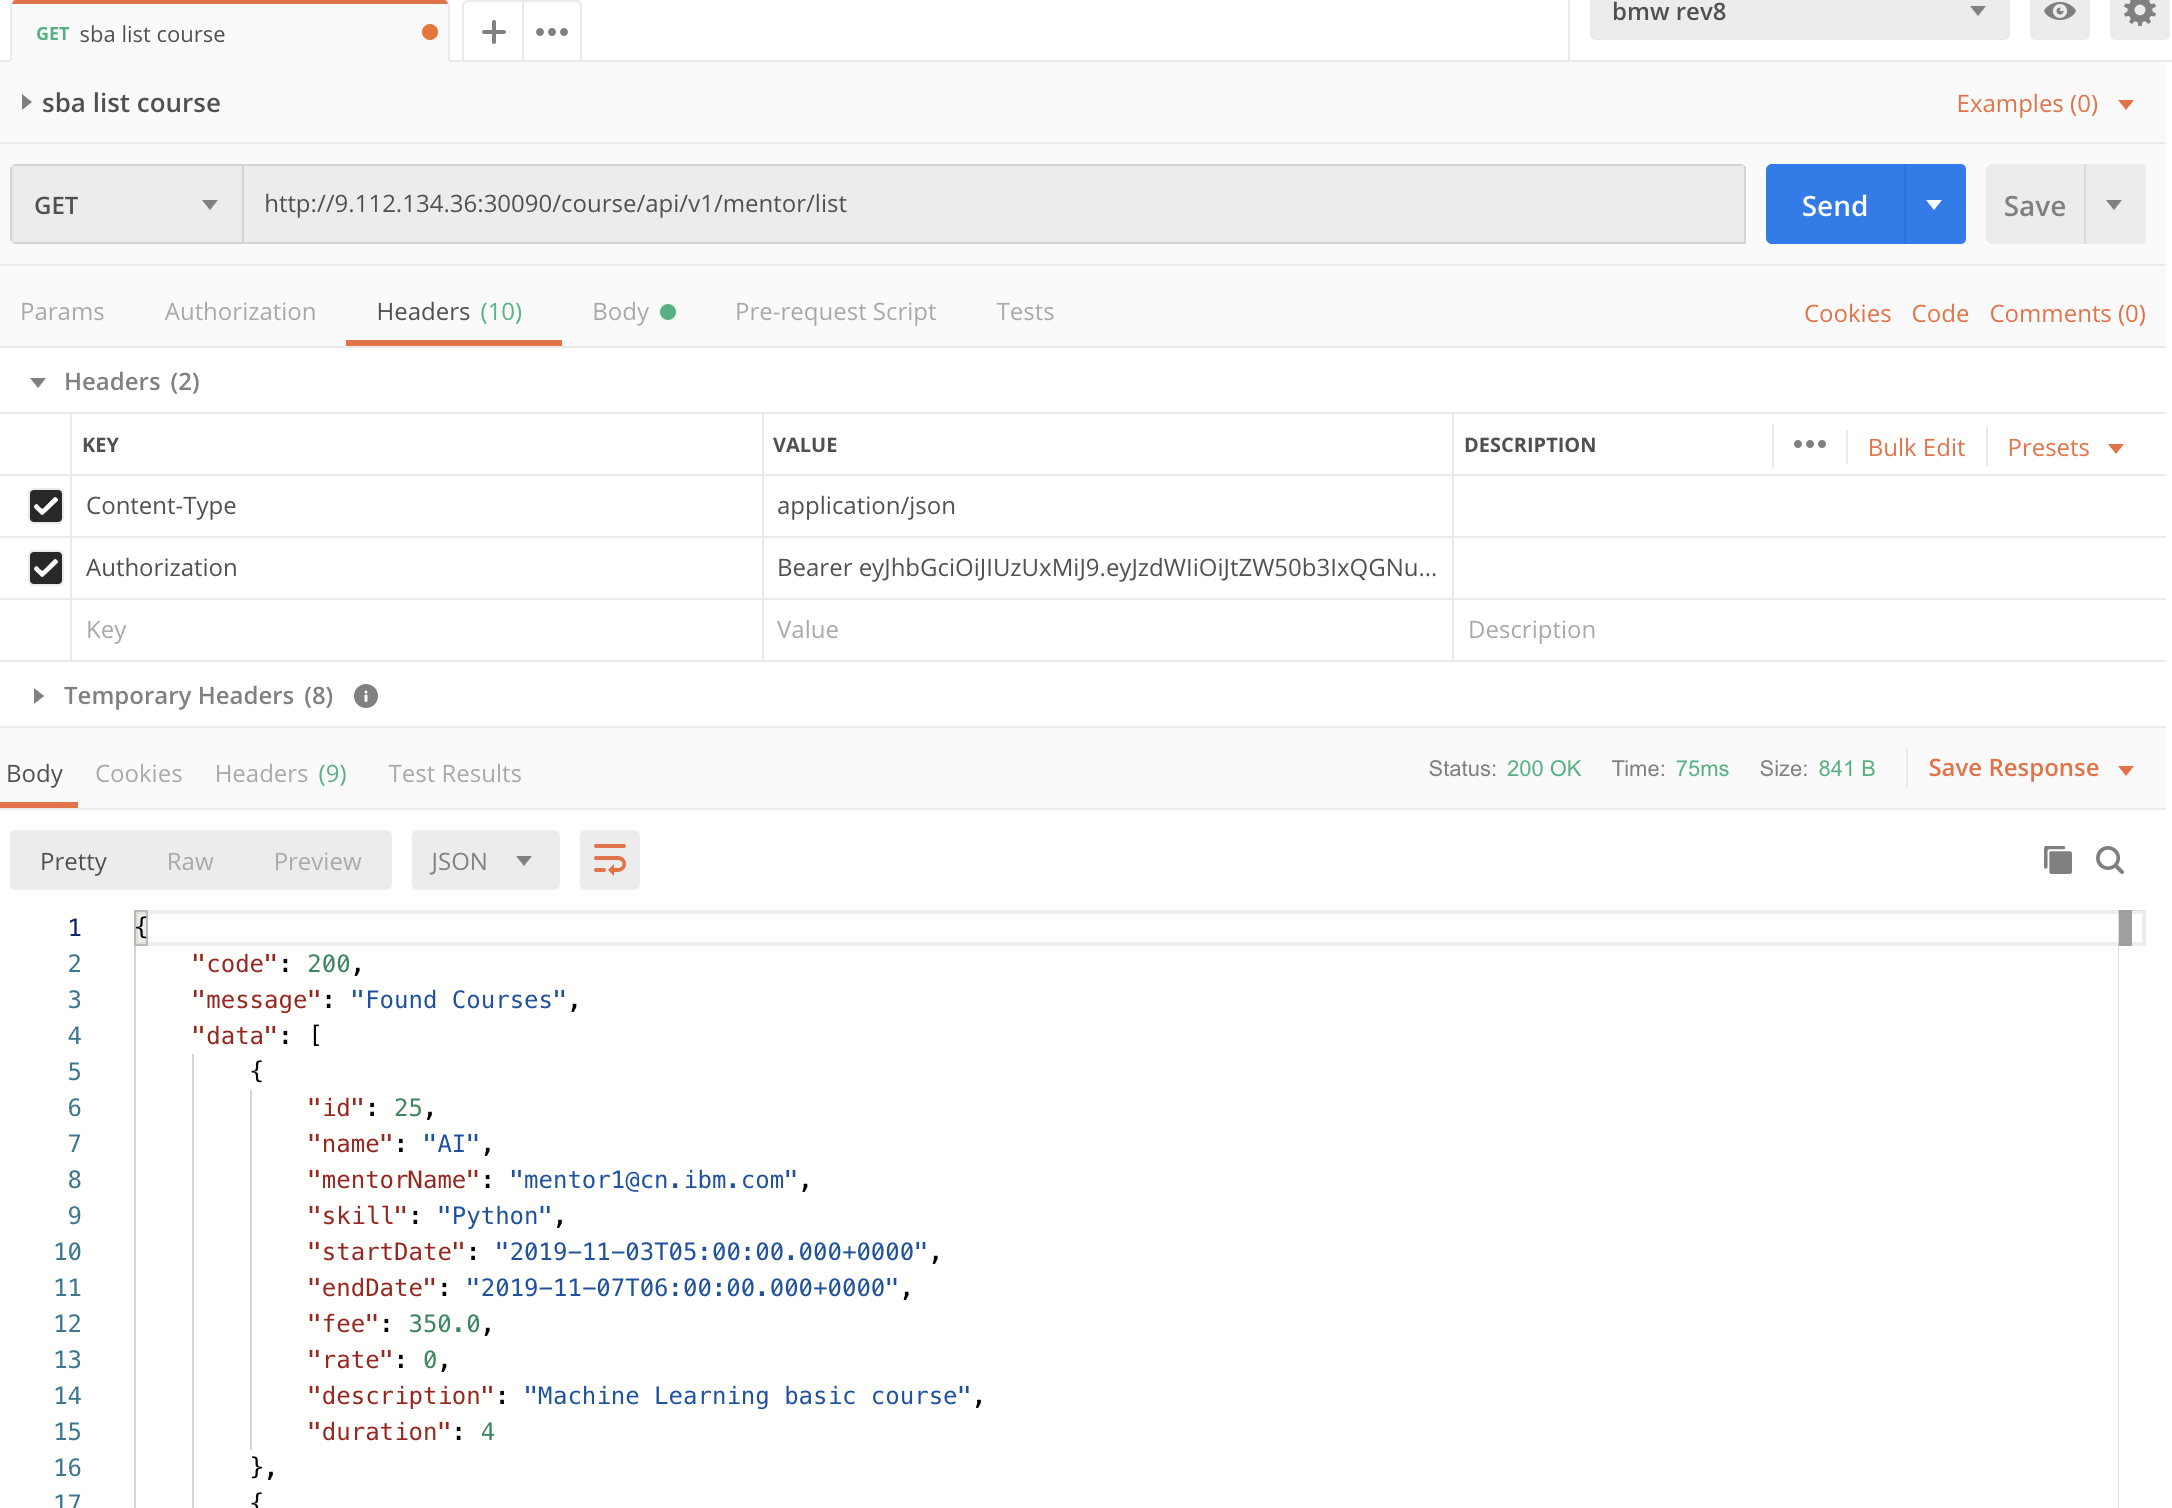 GET sba list course
bmw rev8
sba list course
Examples (0)
GET http://9.112.134.36:30090/course/api/v1/mentor/list Send Save
Params Authorization Headers (10) Body Pre-request Script Tests Cookies Code Comments (0)
Headers (2)
KEY VALUE DESCRIPTION Bulk Edit Presets
Content-Type application/json
Authorization Bearer eyJhbGciOiJIUzUxMiJ9.eyJzdWIiOiJtZW50b3IxQGNu...
Key Value Description
Temporary Headers (8)
Body Cookies Headers (9) Test Results Status: 200 OK Time: 75ms Size: 841 B Save Response
Pretty Raw Preview JSON
1 {
2 "code": 200,
3 "message": "Found Courses",
4 "data": [
5 {
6 "id": 25,
7 "name": "AI",
8 "mentorName": "mentor1@cn.ibm.com",
9 "skill": "Python",
10 "startDate": "2019-11-03T05:00:00.000+0000",
11 "endDate": "2019-11-07T06:00:00.000+0000",
12 "fee": 350.0,
13 "rate": 0,
14 "description": "Machine Learning basic course",
15 "duration": 4
16 },
17 {